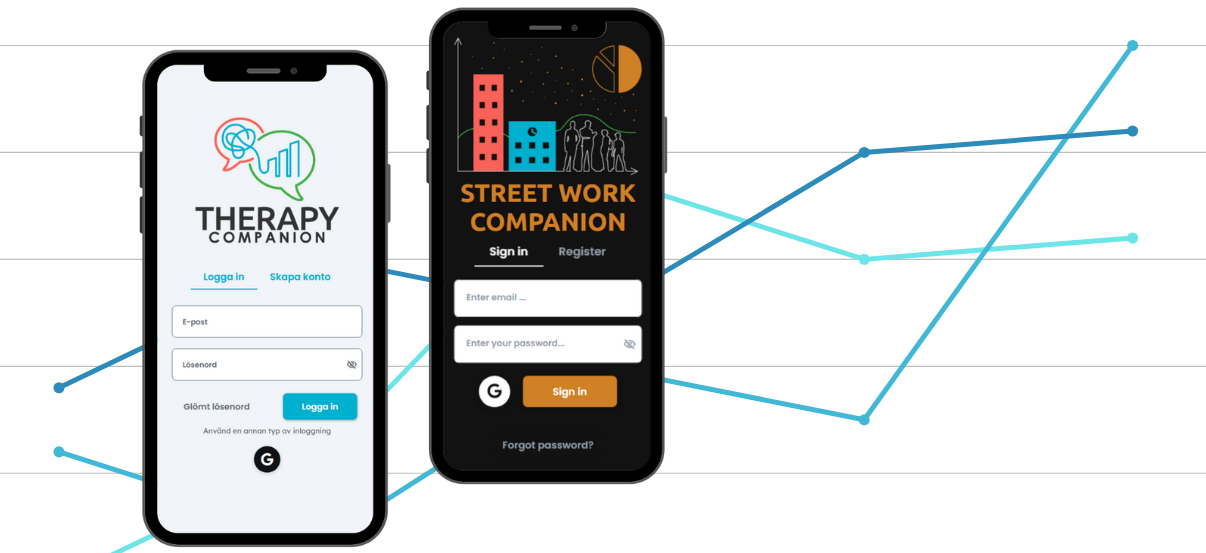 THERAPY
COMPANION
Logga in Skapa konto
E-post
Lösenord
Glömt lösenord Logga in
Använd en annan typ av inloggning
G
STREET WORK
COMPANION
Sign in Register
Enter email ...
Enter your password...
G Sign in
Forgot password?